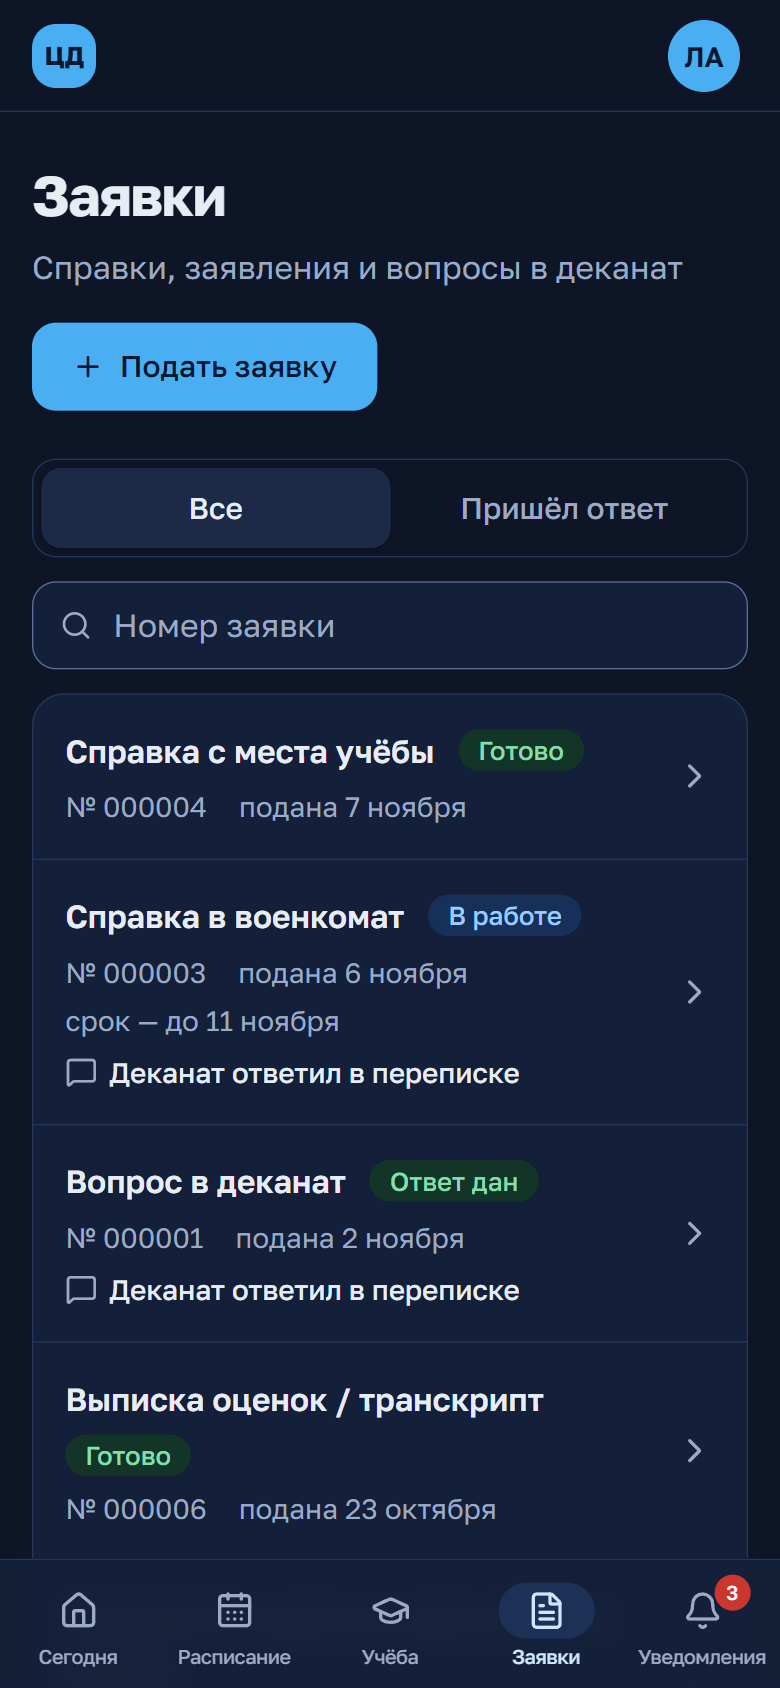 ЦД
ЛА
Заявки
Справки, заявления и вопросы в деканат
+ Подать заявку
Все
Пришёл ответ
Номер заявки
Справка с места учёбы Готово
№ 000004 подана 7 ноября
Справка в военкомат В работе
№ 000003 подана 6 ноября
срок — до 11 ноября
Деканат ответил в переписке
Вопрос в деканат Ответ дан
№ 000001 подана 2 ноября
Деканат ответил в переписке
Выписка оценок / транскрипт
Готово
№ 000006 подана 23 октября
3
Сегодня
Расписание
Учёба
Заявки
Уведомления